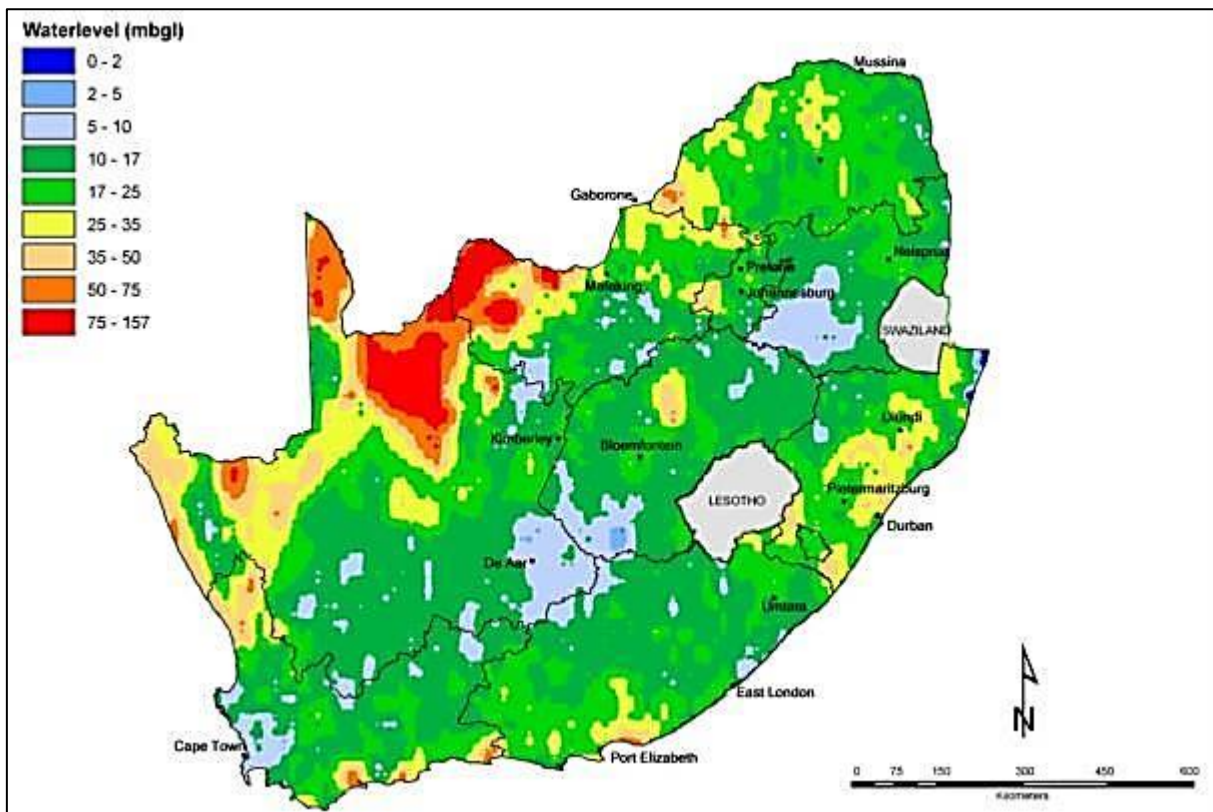 Waterlevel (mbgl)
0 - 2
2 - 5
5 - 10
10 - 17
17 - 25
25 - 35
35 - 50
50 - 75
75 - 157
Mussina
Gaborone
Nelspruit
Pretoria
Mafikeng
Johannesburg
SWAZILAND
Ulundi
Kimberley
Bloemfontein
Pietermaritzburg
LESOTHO
Durban
De Aar
Umtata
East London
N
Cape Town
Port Elizabeth
0 75 150 300 450 600
Kilometers